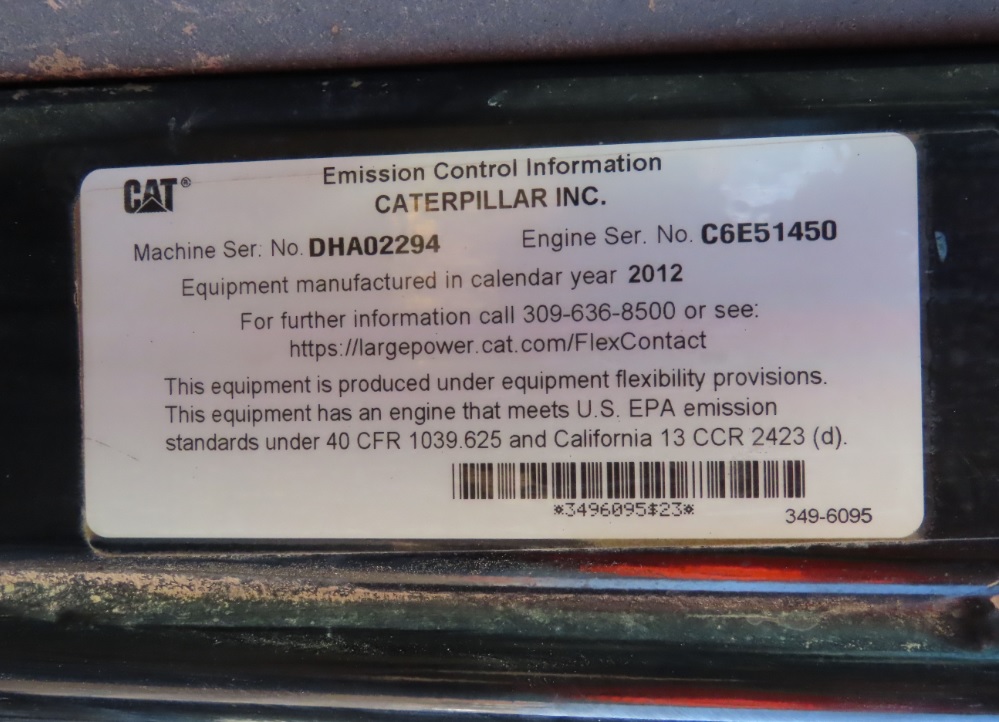 CAT®
Emission Control Information
CATERPILLAR INC.
Machine Ser. No. DHA02294 Engine Ser. No. C6E51450
Equipment manufactured in calendar year 2012
For further information call 309-636-8500 or see:
https://largepower.cat.com/FlexContact
This equipment is produced under equipment flexibility provisions.
This equipment has an engine that meets U.S. EPA emission
standards under 40 CFR 1039.625 and California 13 CCR 2423 (d).
*3496095$23*
349-6095